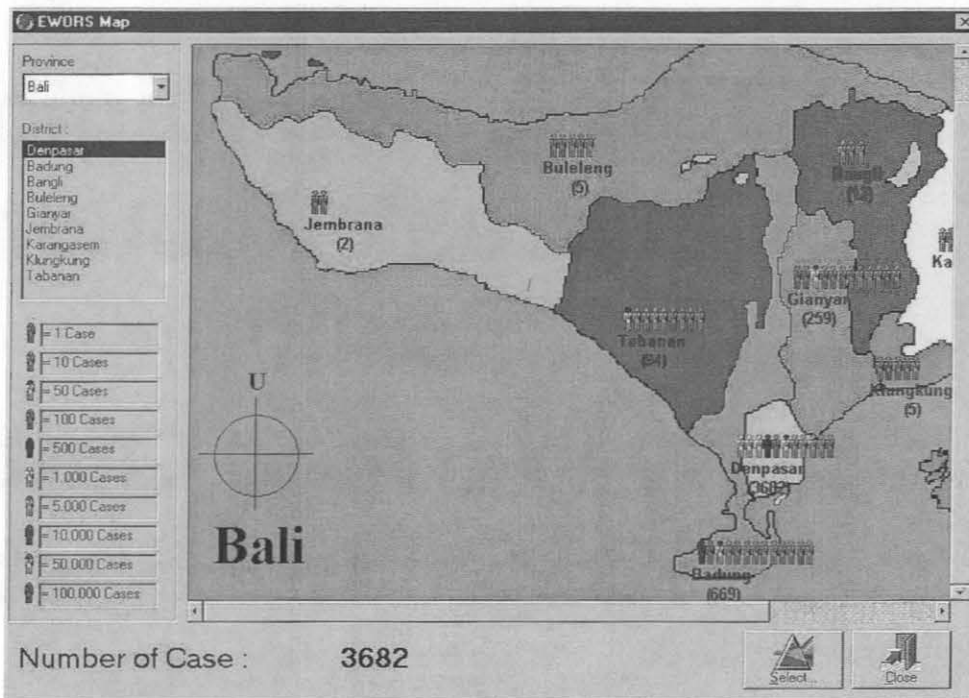 EWORS Map
Province
Bali
District :
Denpasar
Badung
Bangli
Buleleng
Gianyar
Jembrana
Karangasem
Klungkung
Tabanan
= 1 Case
= 10 Cases
= 50 Cases
= 100 Cases
= 500 Cases
= 1.000 Cases
= 5.000 Cases
= 10.000 Cases
= 50.000 Cases
= 100.000 Cases
Buleleng
(5)
Bangli
Jembrana
(2)
Ka
Gianyar
(259)
Tabanan
Klungkung
(5)
U
Denpasar
(3682)
Bali
Badung
(669)
Number of Case : 3682
Select...
Close